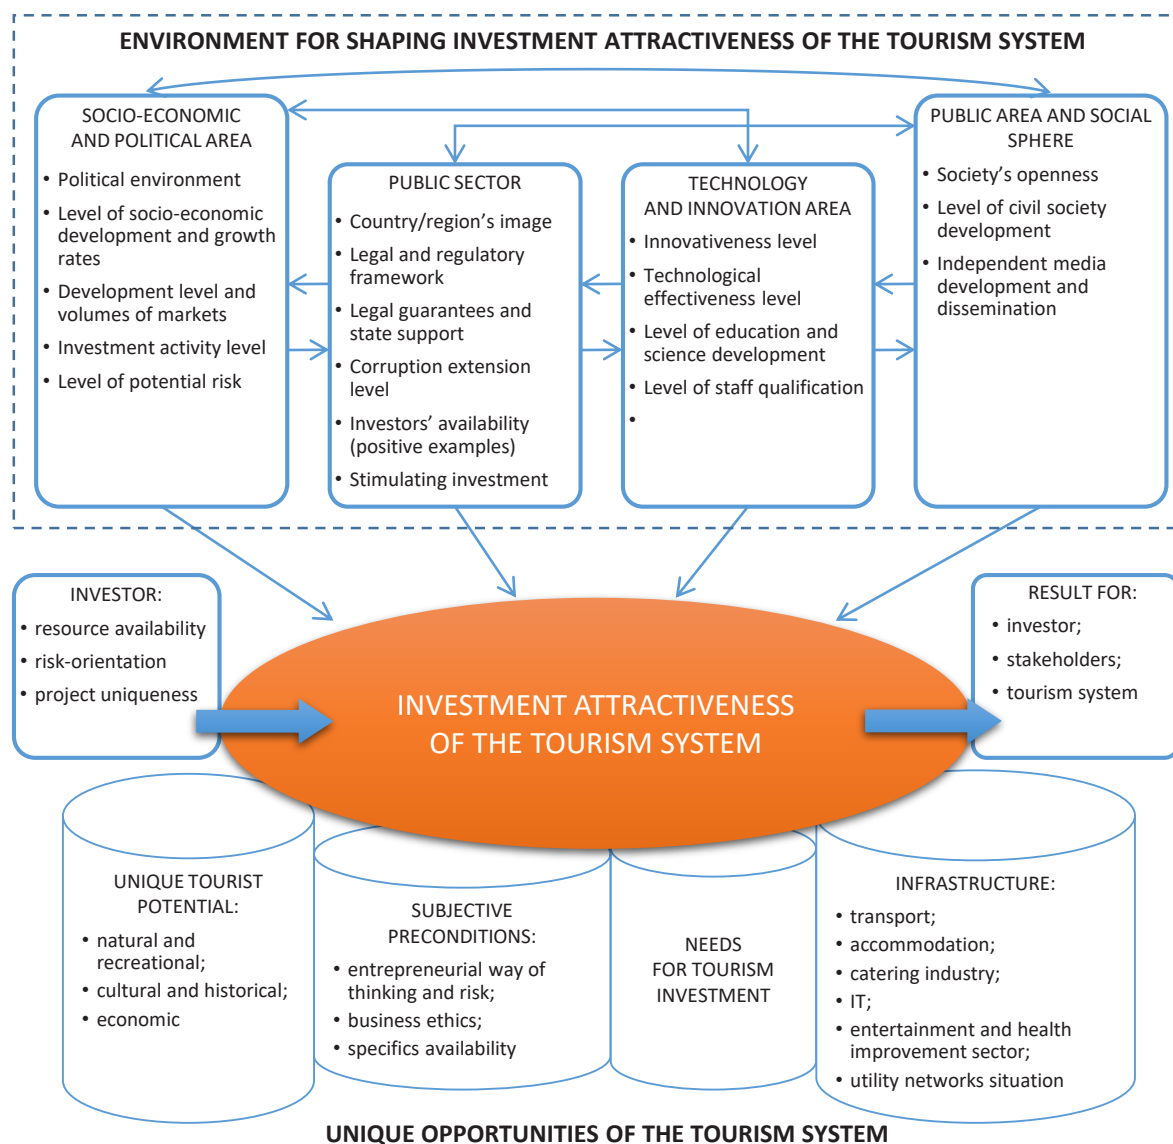 ENVIRONMENT FOR SHAPING INVESTMENT ATTRACTIVENESS OF THE TOURISM SYSTEM
SOCIO-ECONOMIC
AND POLITICAL AREA
• Political environment
• Level of socio-economic
development and growth
rates
• Development level and
volumes of markets
• Investment activity level
• Level of potential risk
PUBLIC SECTOR
• Country/region's image
• Legal and regulatory
framework
• Legal guarantees and
state support
• Corruption extension
level
• Investors' availability
(positive examples)
• Stimulating investment
TECHNOLOGY
AND INNOVATION AREA
• Innovativeness level
• Technological
effectiveness level
• Level of education and
science development
• Level of staff qualification
•
PUBLIC AREA AND SOCIAL
SPHERE
• Society's openness
• Level of civil society
development
• Independent media
development and
dissemination
INVESTOR:
• resource availability
• risk-orientation
• project uniqueness
INVESTMENT ATTRACTIVENESS
OF THE TOURISM SYSTEM
RESULT FOR:
• investor;
• stakeholders;
• tourism system
UNIQUE TOURIST
POTENTIAL:
• natural and
recreational;
• cultural and historical;
• economic
SUBJECTIVE
PRECONDITIONS:
• entrepreneurial way of
thinking and risk;
• business ethics;
• specifics availability
NEEDS
FOR TOURISM
INVESTMENT
INFRASTRUCTURE:
• transport;
• accommodation;
• catering industry;
• IT;
• entertainment and health
improvement sector;
• utility networks situation
UNIQUE OPPORTUNITIES OF THE TOURISM SYSTEM